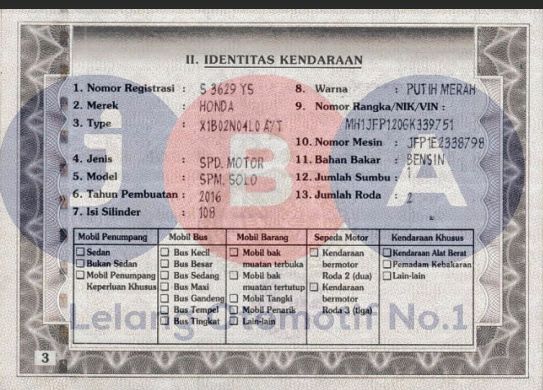 II. IDENTITAS KENDARAAN
1. Nomor Registrasi : S 3629 YS
2. Merek : HONDA
3. Type : X1B02N04L0 A/T
4. Jenis : SPD. MOTOR
5. Model : SPM. SOLO
6. Tahun Pembuatan : 2016
7. Isi Silinder : 108
8. Warna : PUTIH MERAH
9. Nomor Rangka/NIK/VIN :
MH1JFP120GK339751
10. Nomor Mesin : JFP1E2338798
11. Bahan Bakar : BENSIN
12. Jumlah Sumbu : 1
13. Jumlah Roda : 2
Mobil Penumpang
Sedan
Bukan Sedan
Mobil Penumpang
Keperluan Khusus
Mobil Bus
Bus Kecil
Bus Besar
Bus Sedang
Bus Maxi
Bus Gandeng
Bus Tempel
Bus Tingkat
Mobil Barang
Mobil bak
muatan terbuka
Mobil bak
muatan tertutup
Mobil Tangki
Mobil Penarik
Lain-lain
Sepeda Motor
Kendaraan
bermotor
Roda 2 (dua)
Kendaraan
bermotor
Roda 3 (tiga)
Kendaraan Khusus
Kendaraan Alat Berat
Pemadam Kebakaran
Lain-lain
JBA
Lelang Otomotif No.1
3